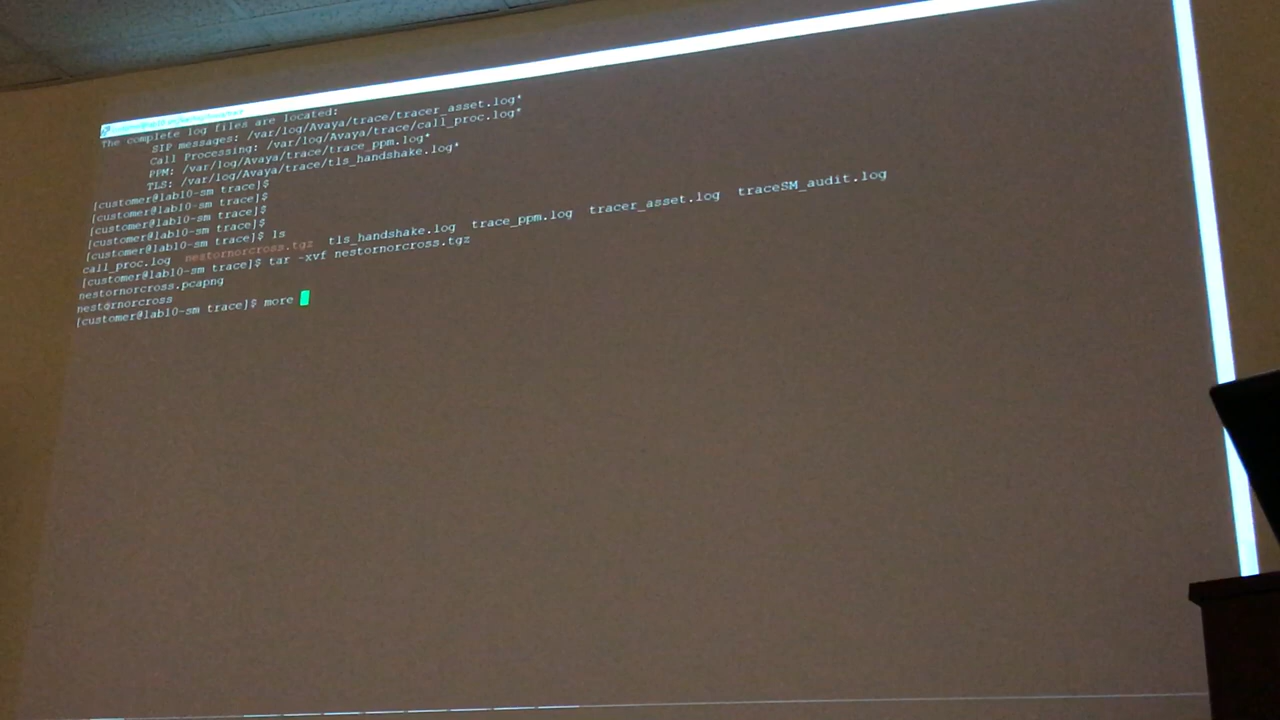 The complete log files are located:
SIP messages: /var/log/Avaya/trace/tracer_asset.log*
Call Processing: /var/log/Avaya/trace/call_proc.log*
PPM: /var/log/Avaya/trace/trace_ppm.log*
TLS: /var/log/Avaya/trace/tls_handshake.log*
[customer@lab10-sm trace]$
[customer@lab10-sm trace]$
[customer@lab10-sm trace]$
[customer@lab10-sm trace]$ ls
call_proc.log nestornorcross.tgz tls_handshake.log trace_ppm.log tracer_asset.log traceSM_audit.log
[customer@lab10-sm trace]$ tar -xvf nestornorcross.tgz
nestornorcross.pcapng
nestornorcross
[customer@lab10-sm trace]$ more